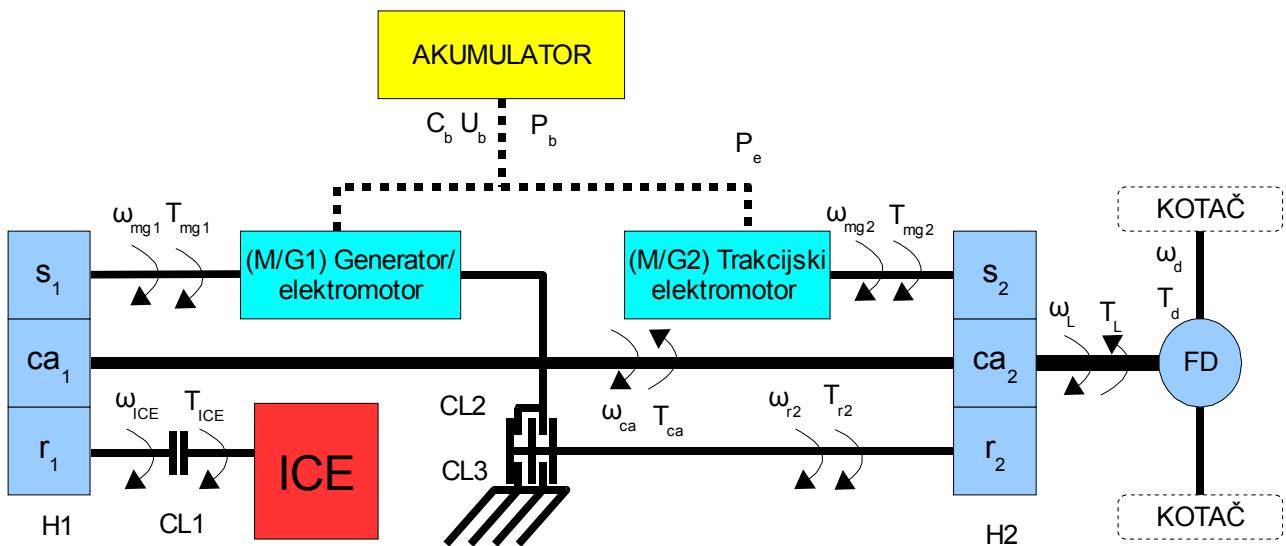 AKUMULATOR
C_b U_b P_b
P_e
KOTAČ
ω_mg1 T_mg1
(M/G1) Generator/
elektromotor
(M/G2) Trakcijski
elektromotor
ω_mg2 T_mg2
s_1
s_2
ω_d
T_d
ω_L T_L
ca_1
ca_2
FD
ω_ca T_ca
ω_ICE T_ICE
CL2
ω_r2 T_r2
r_1
ICE
CL3
r_2
H1
CL1
H2
KOTAČ